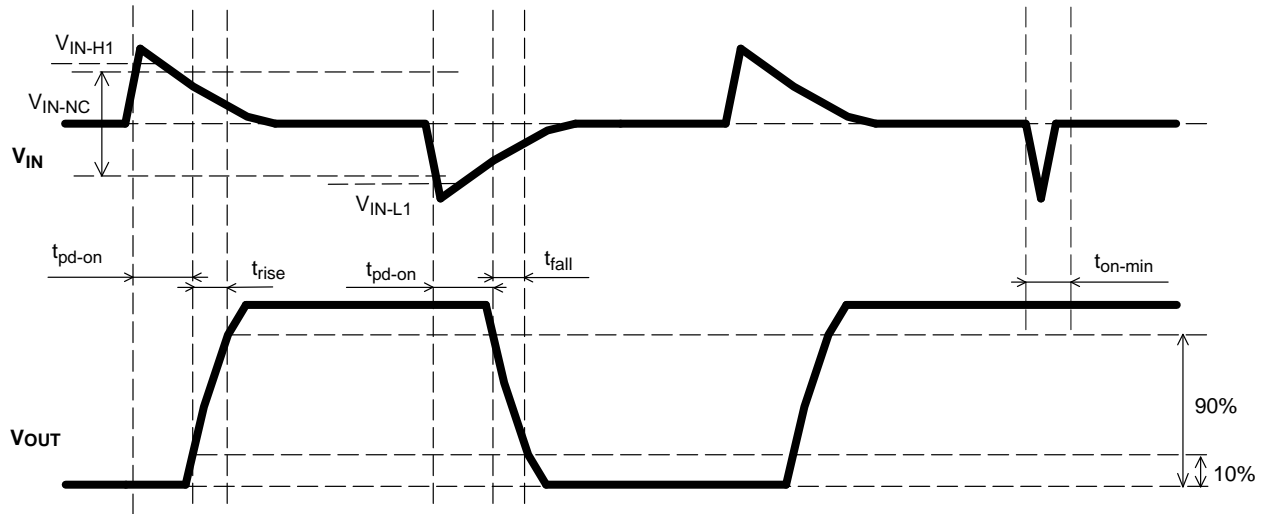 VIN-H1
VIN-NC
VIN
VIN-L1
tpd-on
trise
tpd-on
tfall
ton-min
90%
VOUT
10%